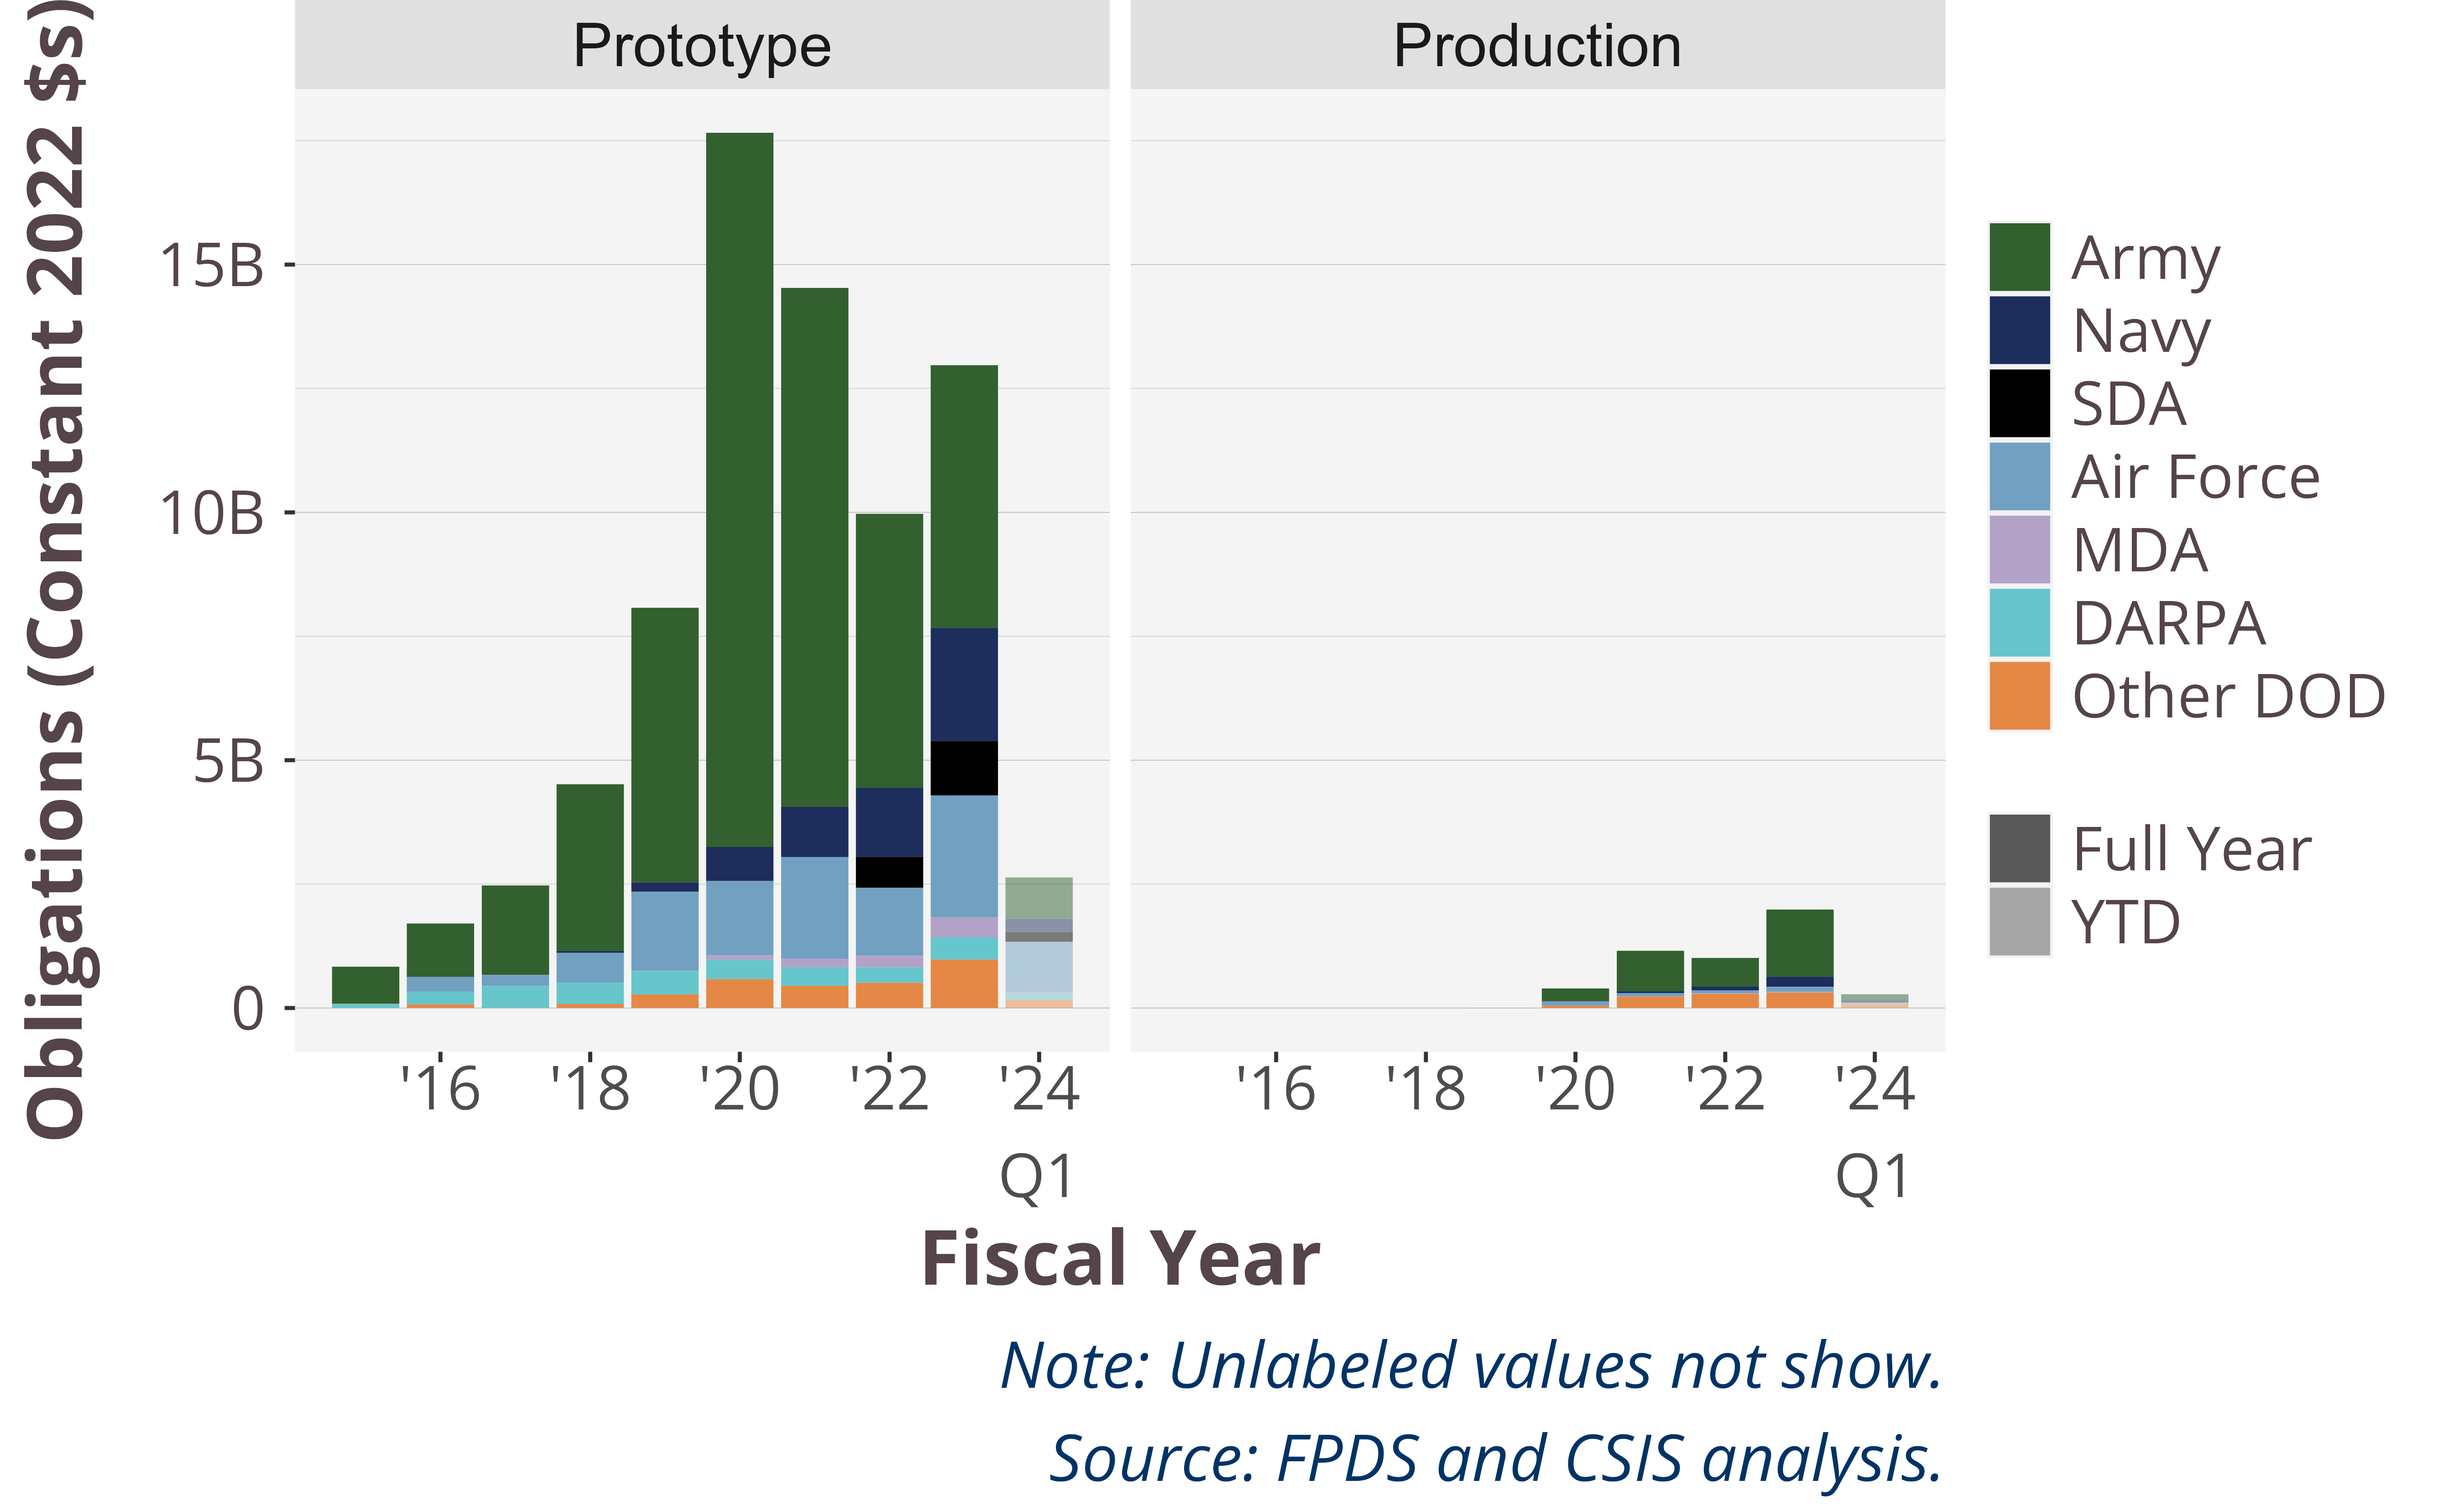 Prototype
Production
Obligations (Constant 2022 $s)
15B
10B
5B
0
'16
'18
'20
'22
'24
Q1
'16
'18
'20
'22
'24
Q1
Fiscal Year
Army
Navy
SDA
Air Force
MDA
DARPA
Other DOD
Full Year
YTD
Note: Unlabeled values not show.
Source: FPDS and CSIS analysis.